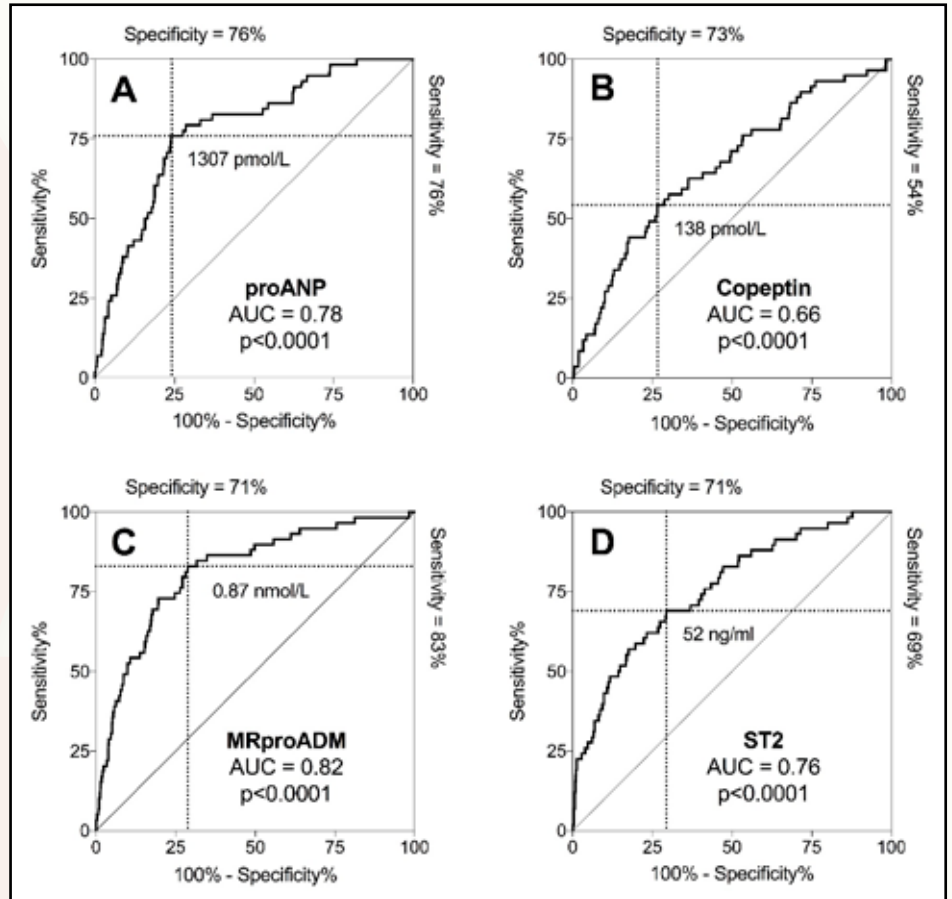 Specificity = 76%
A
100
75
50
25
0
Sensitivity%
1307 pmol/L
Sensitivity = 76%
proANP
AUC = 0.78
p<0.0001
0 25 50 75 100
100% - Specificity%
Specificity = 73%
B
100
75
50
25
0
Sensitivity%
138 pmol/L
Sensitivity = 54%
Copeptin
AUC = 0.66
p<0.0001
0 25 50 75 100
100% - Specificity%
Specificity = 71%
C
100
75
50
25
0
Sensitivity%
0.87 nmol/L
Sensitivity = 83%
MRproADM
AUC = 0.82
p<0.0001
0 25 50 75 100
100% - Specificity%
Specificity = 71%
D
100
75
50
25
0
Sensitivity%
52 ng/ml
Sensitivity = 69%
ST2
AUC = 0.76
p<0.0001
0 25 50 75 100
100% - Specificity%